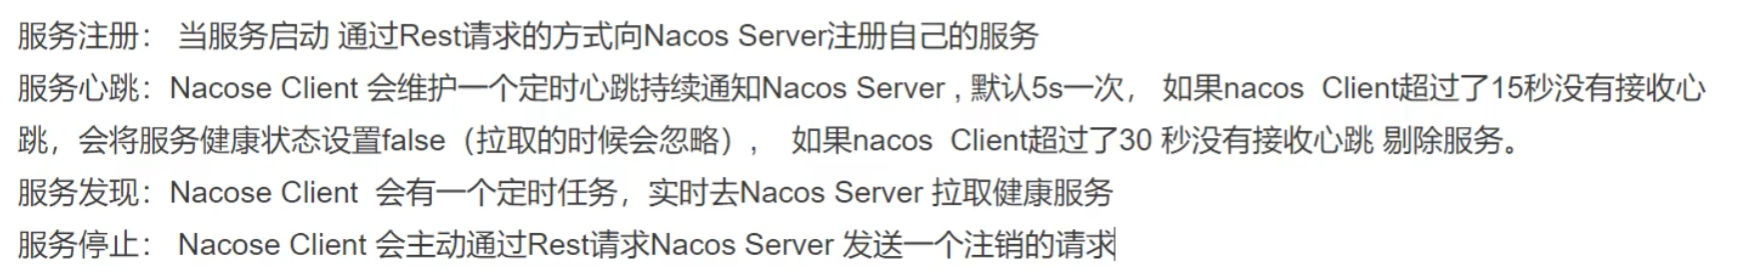 服务注册： 当服务启动 通过Rest请求的方式向Nacos Server注册自己的服务
服务心跳：Nacose Client 会维护一个定时心跳持续通知Nacos Server , 默认5s一次， 如果nacos  Client超过了15秒没有接收心
跳，会将服务健康状态设置false（拉取的时候会忽略）， 如果nacos  Client超过了30 秒没有接收心跳 剔除服务。
服务发现：Nacose Client  会有一个定时任务，实时去Nacos Server 拉取健康服务
服务停止： Nacose Client 会主动通过Rest请求Nacos Server 发送一个注销的请求